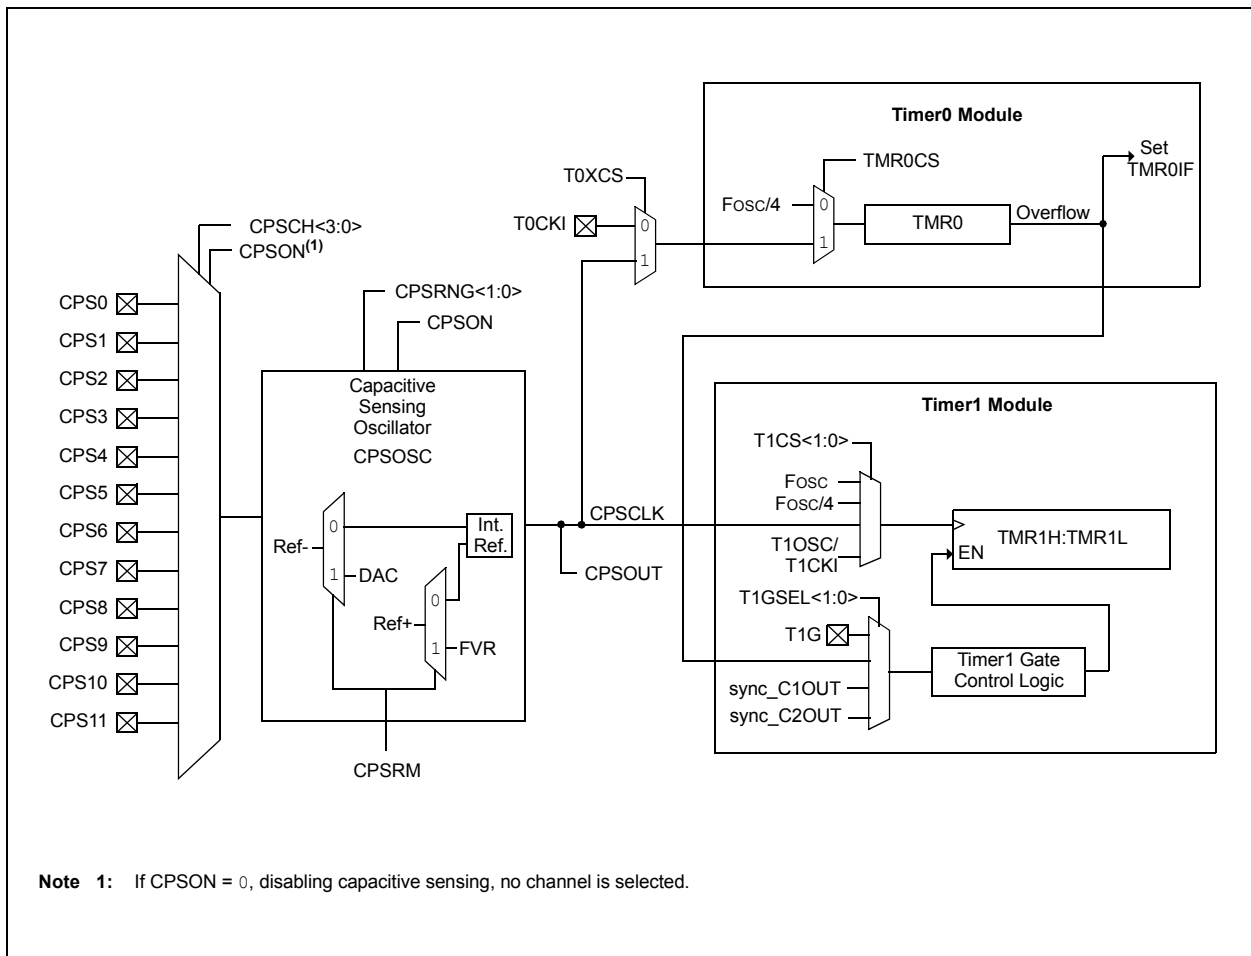 Timer0 Module
TMR0CS
Set
TMR0IF
T0XCS
FOSC/4
0
1
TMR0
Overflow
T0CKI
0
1
CPSCH<3:0>
CPSON(1)
CPSRNG<1:0>
CPSON
CPS0
CPS1
CPS2
CPS3
CPS4
CPS5
CPS6
CPS7
CPS8
CPS9
CPS10
CPS11
Capacitive
Sensing
Oscillator
CPSOSC
0
1
Ref-
DAC
Int.
Ref.
0
1
Ref+
FVR
CPSRM
CPSCLK
CPSOUT
Timer1 Module
T1CS<1:0>
FOSC
FOSC/4
T1OSC/
T1CKI
TMR1H:TMR1L
EN
T1GSEL<1:0>
T1G
sync_C1OUT
sync_C2OUT
Timer1 Gate
Control Logic
Note 1: If CPSON = 0, disabling capacitive sensing, no channel is selected.